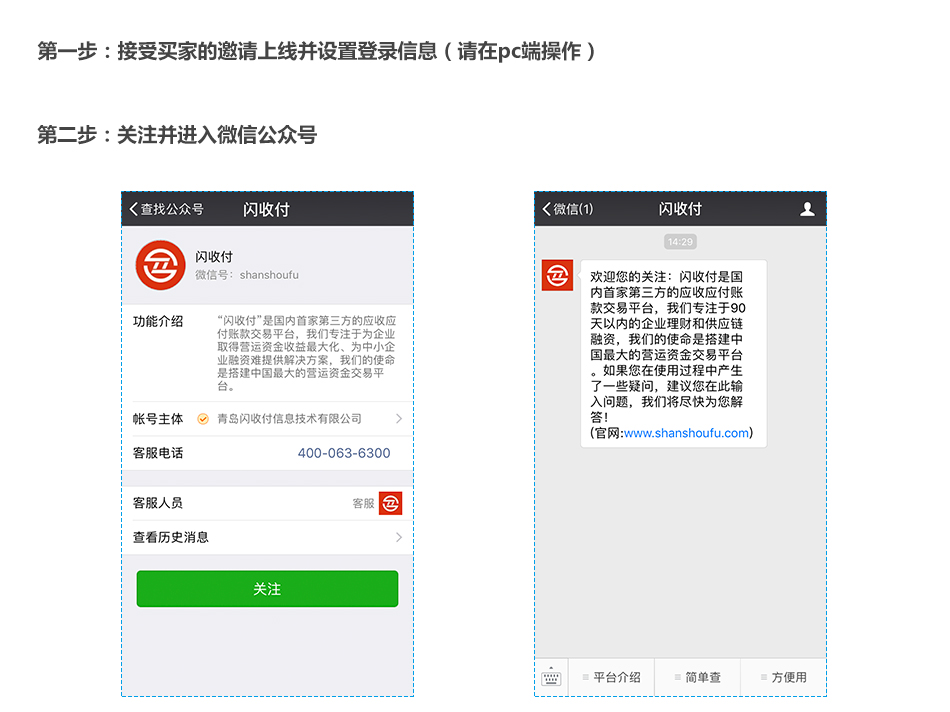 第一步：接受买家的邀请上线并设置登录信息（请在pc端操作）
第二步：关注并进入微信公众号
查找公众号
闪收付
闪收付
微信号：shanshoufu
功能介绍
“闪收付”是国内首家第三方的应收应
付账款交易平台，我们专注于为企业
取得营运资金收益最大化、为中小企
业融资难提供解决方案，我们的使命
是搭建中国最大的营运资金交易平
台。
帐号主体
青岛闪收付信息技术有限公司
客服电话
400-063-6300
客服人员
客服
查看历史消息
关注
微信(1)
闪收付
14:29
欢迎您的关注：闪收付是国
内首家第三方的应收应付账
款交易平台，我们专注于90
天以内的企业理财和供应链
融资，我们的使命是搭建中
国最大的营运资金交易平台
。如果您在使用过程中产生
了一些疑问，建议您在此输
入问题，我们将尽快为您解
答！
(官网:www.shanshoufu.com)
平台介绍
简单查
方便用